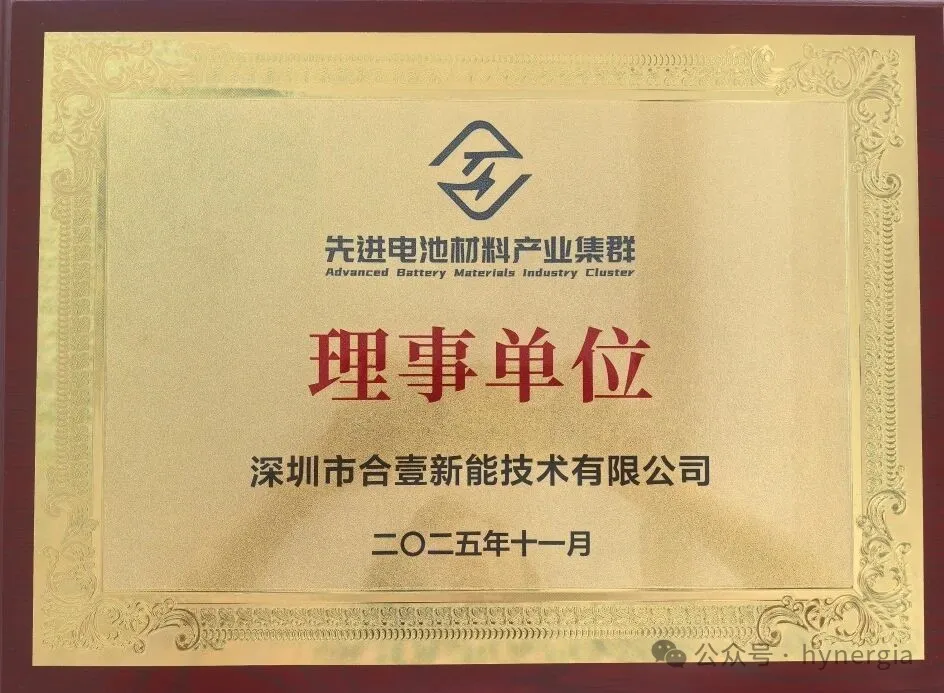 先进电池材料产业集群
Advanced Battery Materials Industry Cluster
理事单位
深圳市合壹新能技术有限公司
二〇二五年十一月
公众号·hynergia